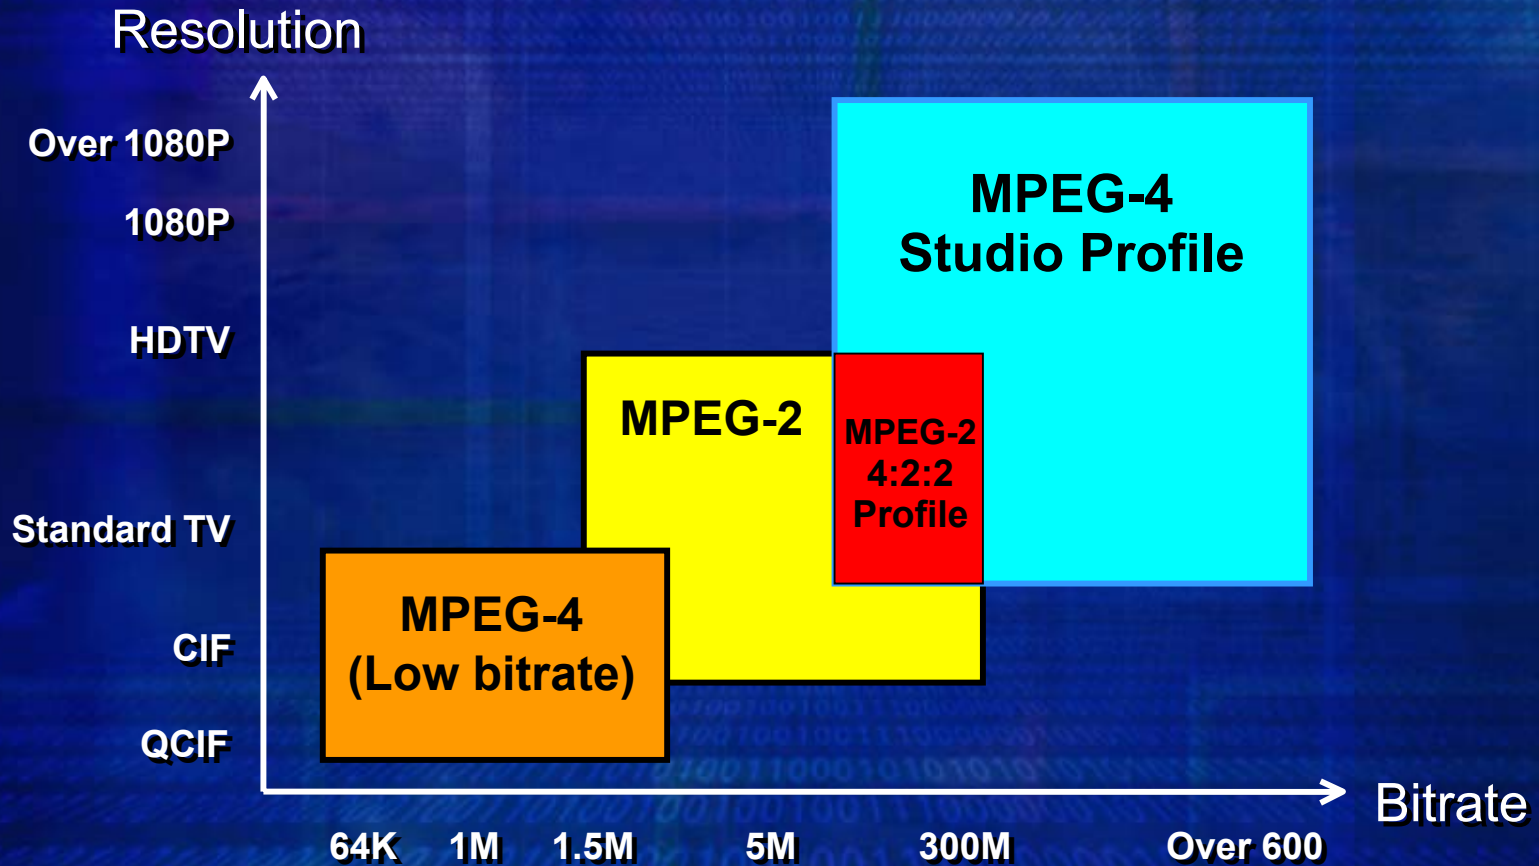 Resolution
Over 1080P
1080P
HDTV
Standard TV
CIF
QCIF
MPEG-4
Studio Profile
MPEG-2
MPEG-2
4:2:2
Profile
MPEG-4
(Low bitrate)
Bitrate
64K 1M 1.5M 5M 300M Over 600